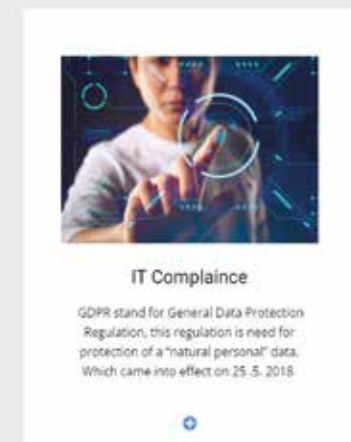 IT Complaince
GDPR stand for General Data Protection
Regulation, this regulation is need for
protection of a "natural personal" data.
Which came into effect on 25 .5. 2018